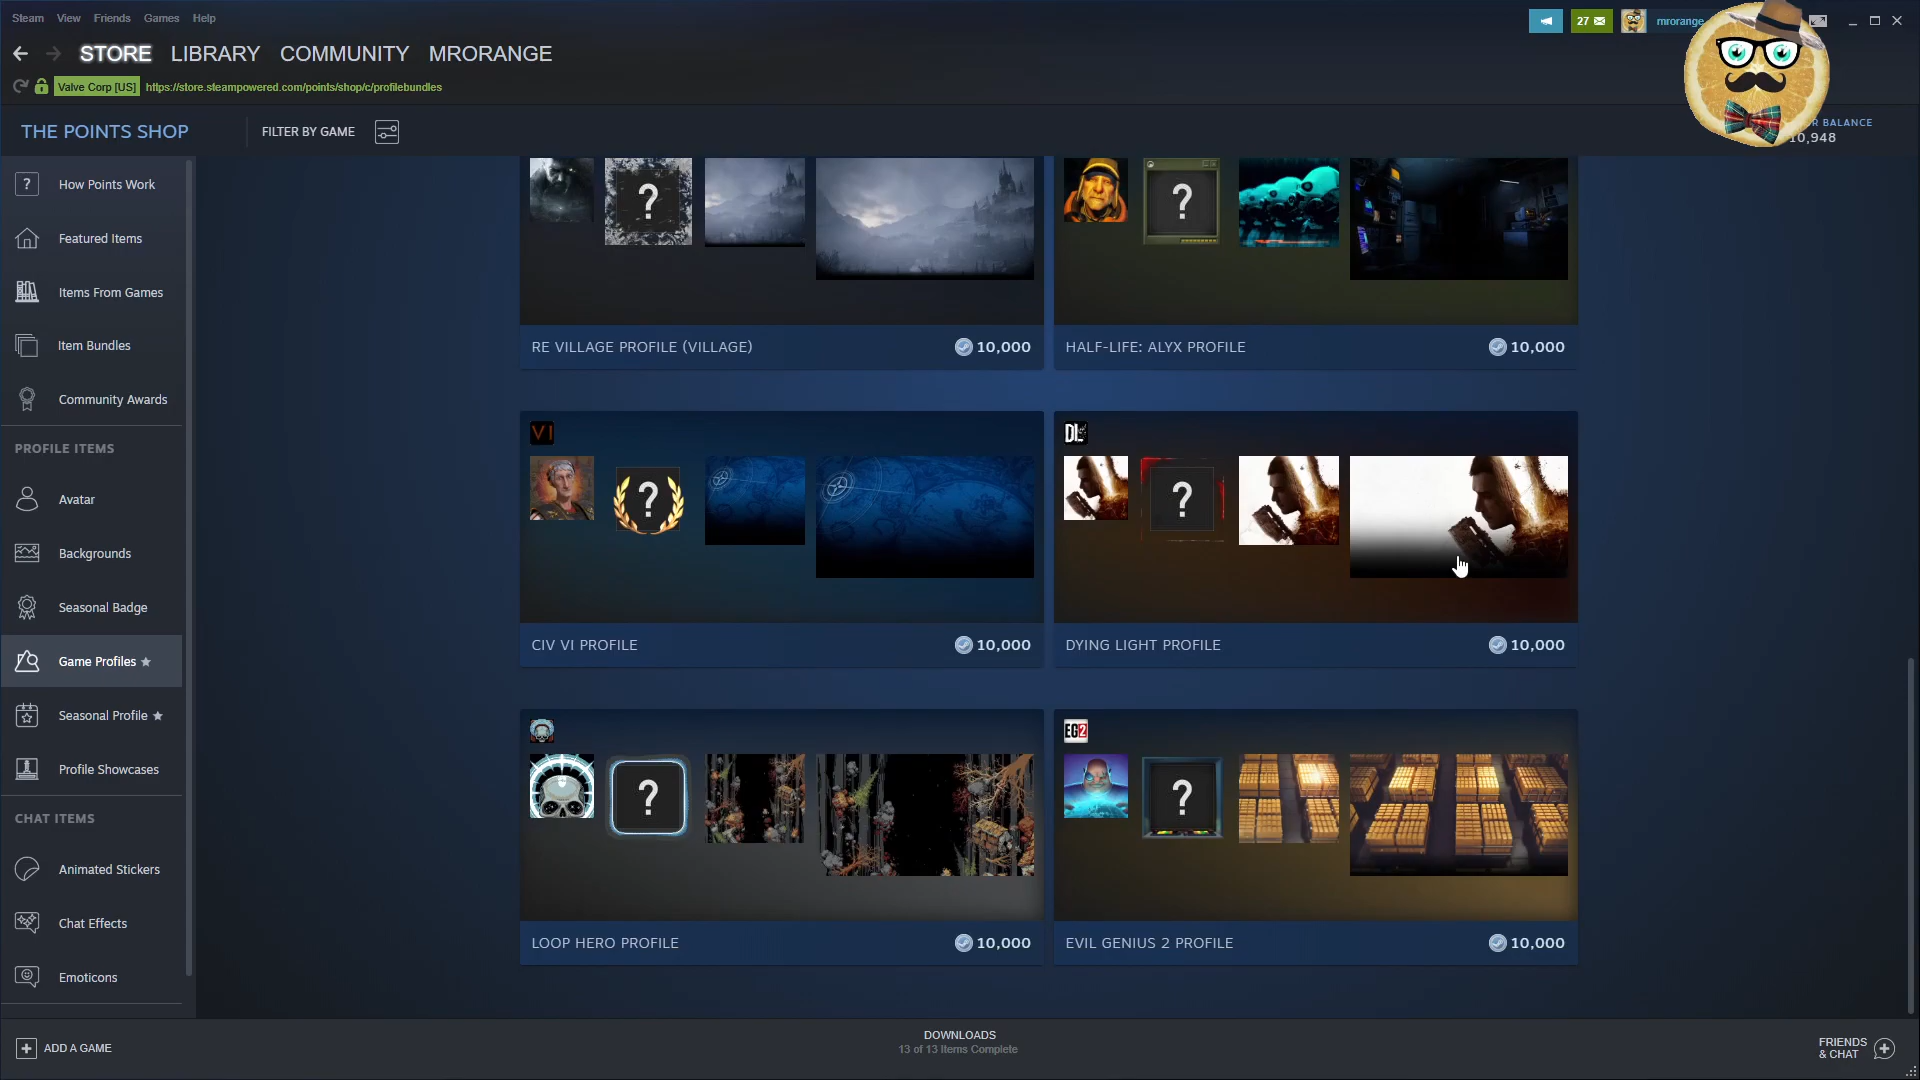 Steam View Friends Games Help
27
mrorange
STORE LIBRARY COMMUNITY MRORANGE
Valve Corp [US] https://store.steampowered.com/points/shop/c/profilebundles
THE POINTS SHOP
FILTER BY GAME
BALANCE
10,948
How Points Work
Featured Items
Items From Games
Item Bundles
Community Awards
PROFILE ITEMS
Avatar
Backgrounds
Seasonal Badge
Game Profiles
Seasonal Profile
Profile Showcases
CHAT ITEMS
Animated Stickers
Chat Effects
Emoticons
?
?
RE VILLAGE PROFILE (VILLAGE) 10,000
HALF-LIFE: ALYX PROFILE 10,000
VI
?
DL
?
CIV VI PROFILE 10,000
DYING LIGHT PROFILE 10,000
?
EG2
?
LOOP HERO PROFILE 10,000
EVIL GENIUS 2 PROFILE 10,000
ADD A GAME
DOWNLOADS
13 of 13 Items Complete
FRIENDS
& CHAT